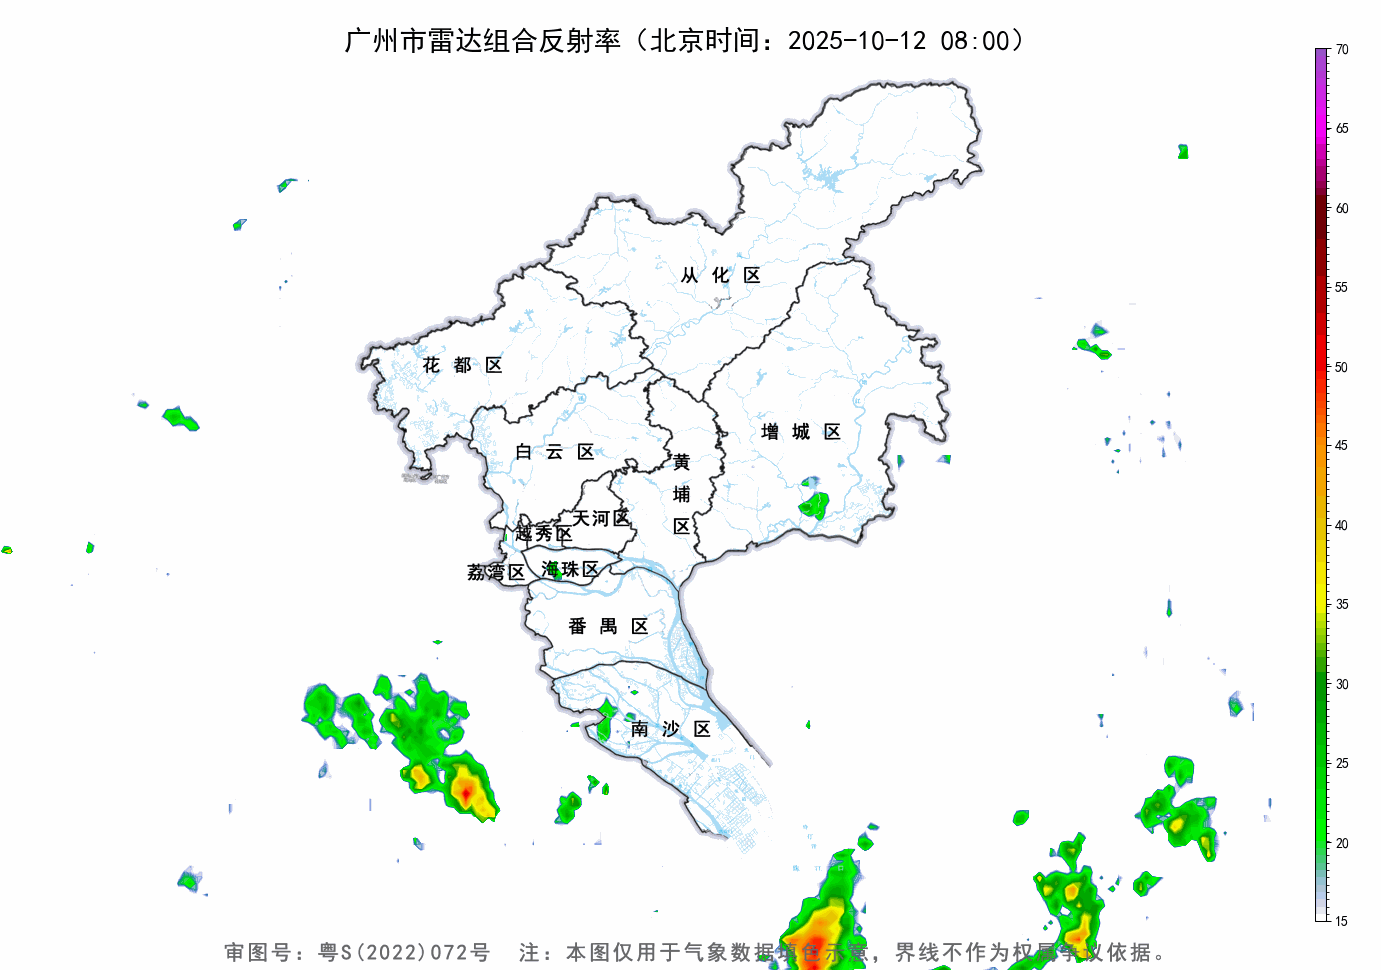 广州市雷达组合反射率（北京时间：2025-10-12 08:00）
70
65
60
55
50
45
40
35
30
25
20
15
从化区
花都区
增城区
白云区
黄埔区
天河区
越秀区
荔湾区
海珠区
番禺区
南沙区
审图号：粤S(2022)072号 注：本图仅用于气象数据填色示意，界线不作为权属争议依据。